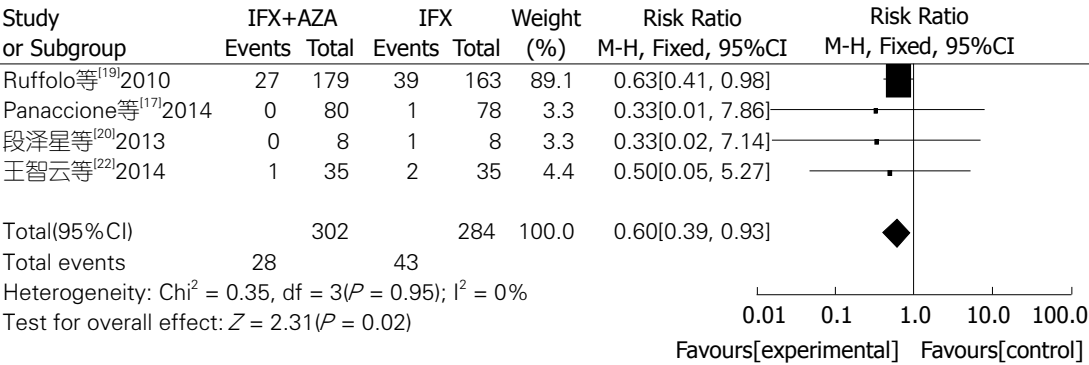 Study IFX+AZA IFX Weight Risk Ratio Risk Ratio
or Subgroup Events Total Events Total (%) M-H, Fixed, 95%CI M-H, Fixed, 95%CI
Ruffolo等[19]2010 27 179 39 163 89.1 0.63[0.41, 0.98]
Panaccione等[17]2014 0 80 1 78 3.3 0.33[0.01, 7.86]
段泽星等[20]2013 0 8 1 8 3.3 0.33[0.02, 7.14]
王智云等[22]2014 1 35 2 35 4.4 0.50[0.05, 5.27]
Total(95%CI) 302 284 100.0 0.60[0.39, 0.93]
Total events 28 43
Heterogeneity: Chi² = 0.35, df = 3(P = 0.95); I² = 0%
Test for overall effect: Z = 2.31(P = 0.02)
0.01 0.1 1.0 10.0 100.0
Favours[experimental] Favours[control]